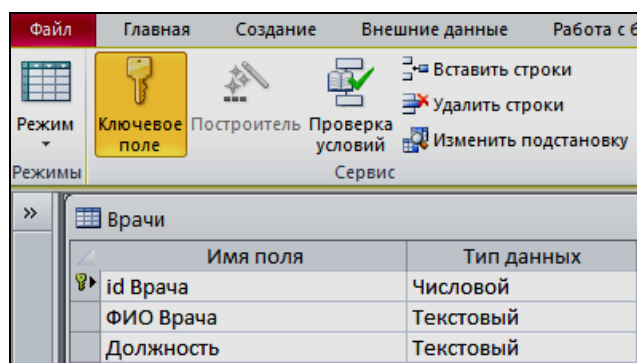 Файл Главная Создание Внешние данные Работа с б
Вставить строки
Удалить строки
Режим Ключевое Построитель Проверка
поле условий Изменить подстановку
Режимы Сервис
» Врачи
Имя поля Тип данных
id Врача Числовой
ФИО Врача Текстовый
Должность Текстовый